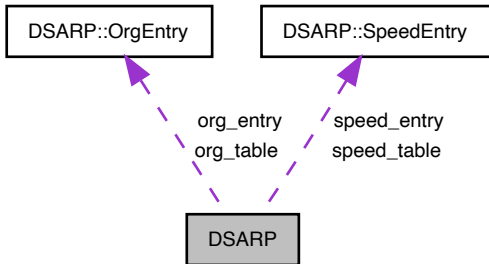 DSARP::OrgEntry
DSARP::SpeedEntry
org_entry
org_table
speed_entry
speed_table
DSARP